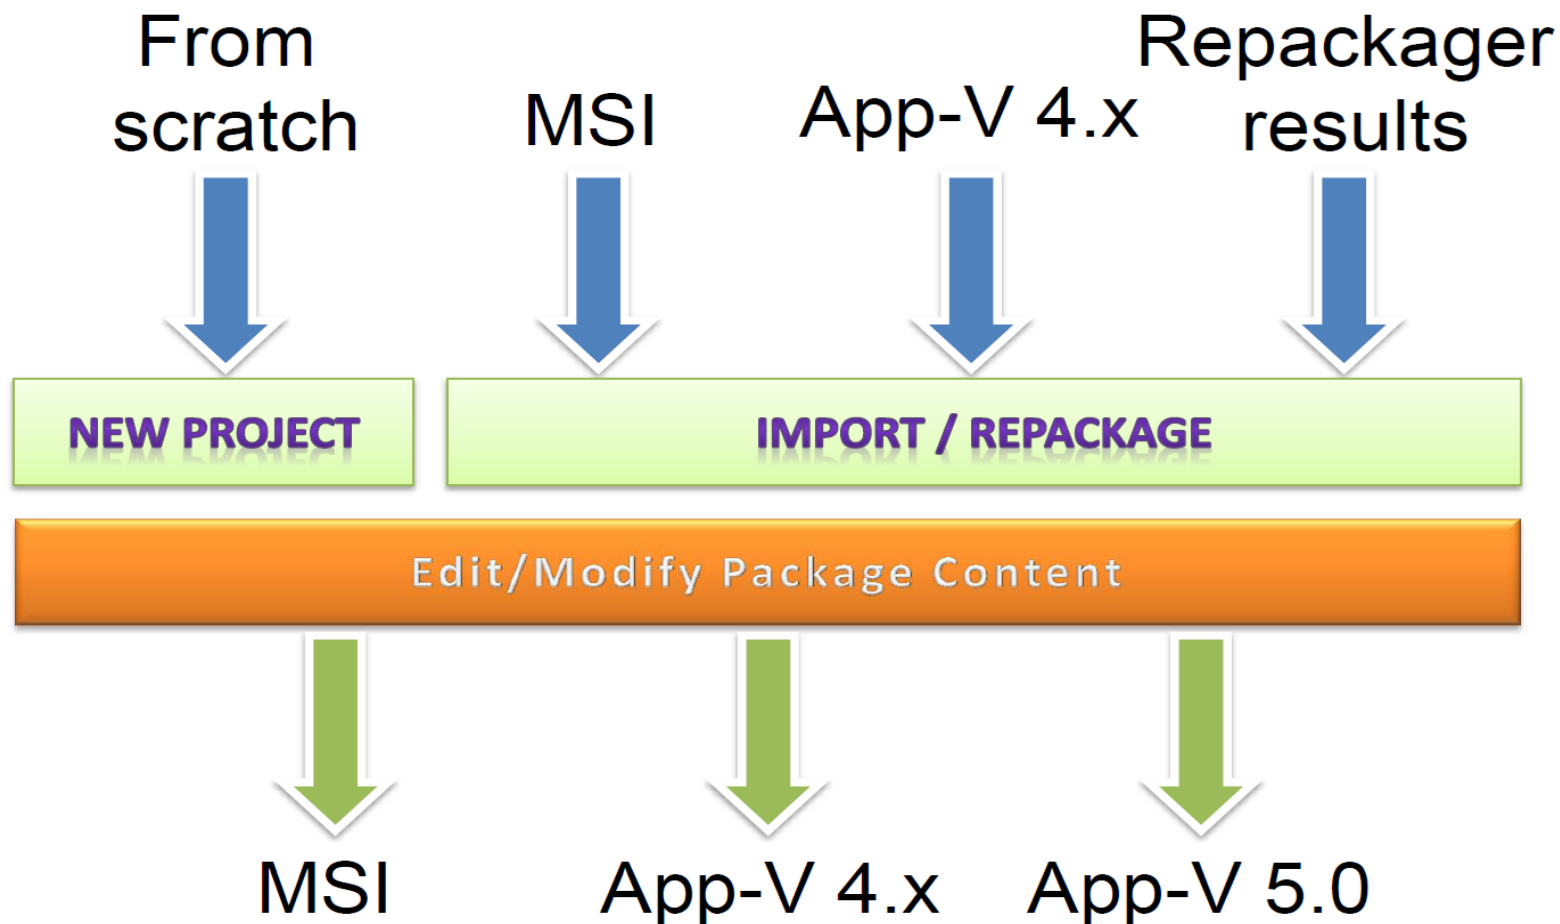 From
scratch
MSI
App-V 4.x
Repackager
results
NEW PROJECT
IMPORT / REPACKAGE
Edit/Modify Package Content
MSI
App-V 4.x
App-V 5.0